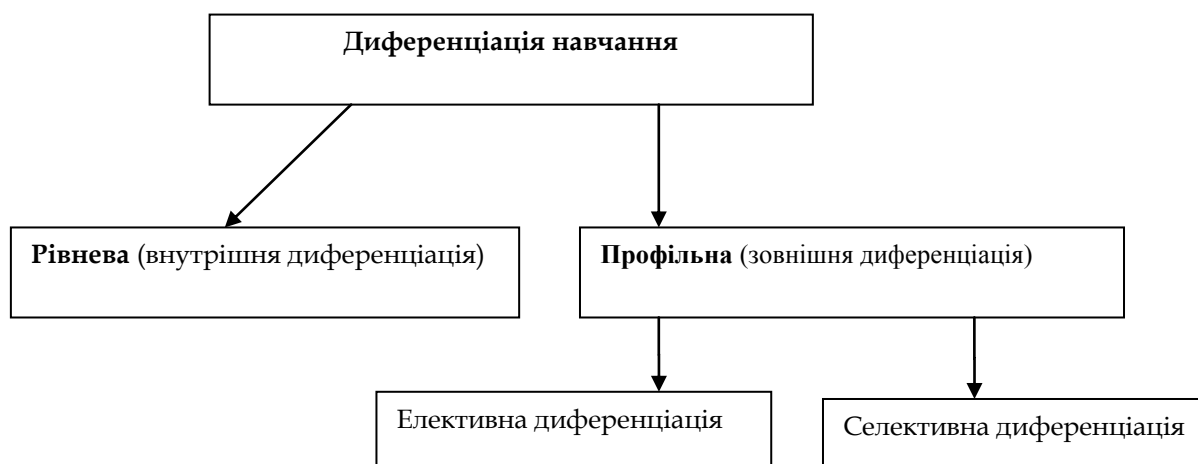 Диференціація навчання
Рівнева (внутрішня диференціація)
Профільна (зовнішня диференціація)
Елективна диференціація
Селективна диференціація